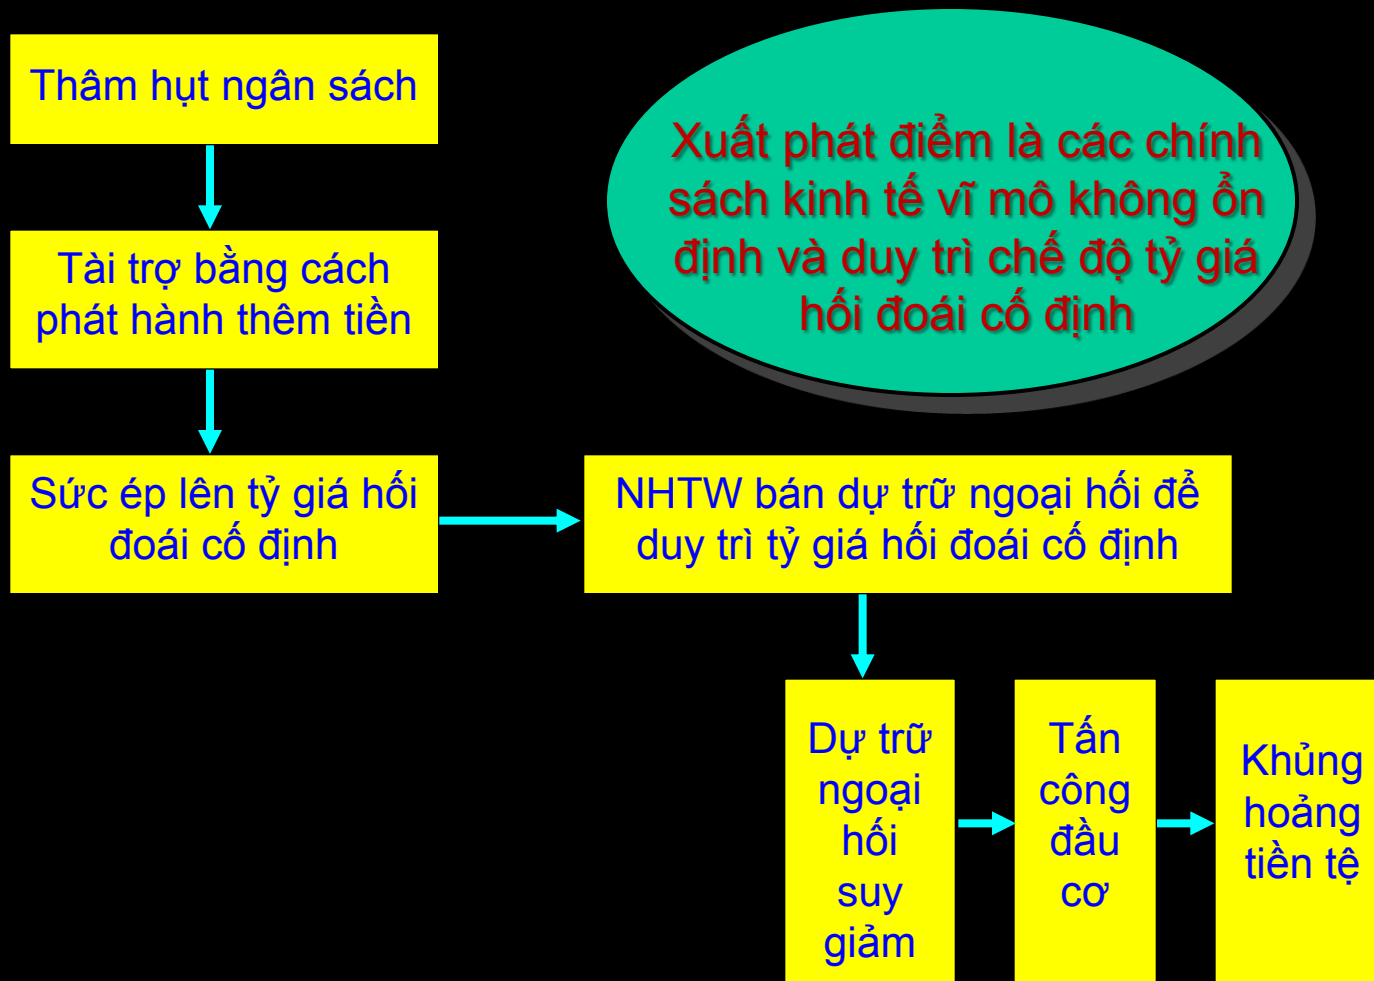 Thâm hụt ngân sách
Xuất phát điểm là các chính
sách kinh tế vĩ mô không ổn
định và duy trì chế độ tỷ giá
hối đoái cố định
Tài trợ bằng cách
phát hành thêm tiền
Sức ép lên tỷ giá hối
đoái cố định
NHTW bán dự trữ ngoại hối để
duy trì tỷ giá hối đoái cố định
Dự trữ
ngoại
hối
suy
giảm
Tấn
công
đầu
cơ
Khủng
hoảng
tiền tệ